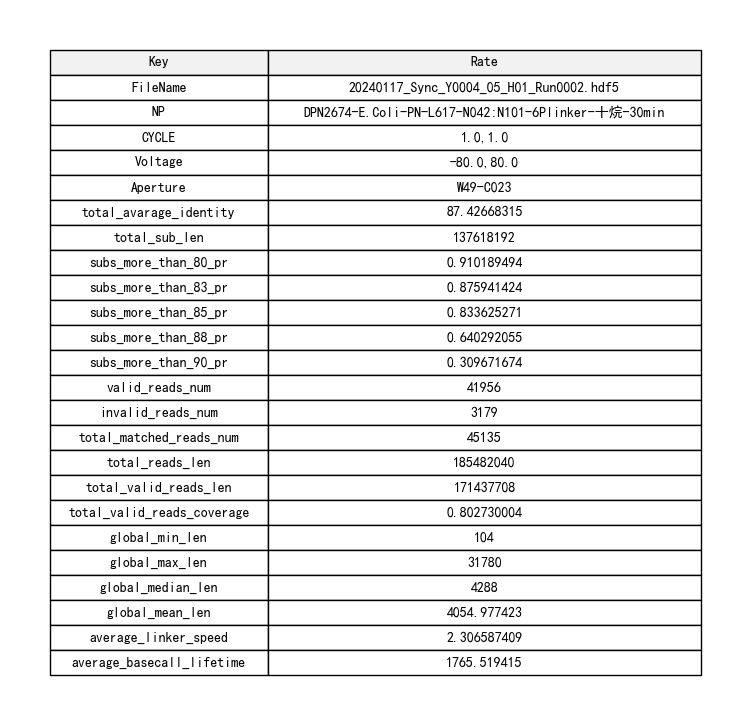 Key Rate
FileName 20240117_Sync_Y0004_05_H01_Run0002.hdf5
NP DPN2674-E.Coli-PN-L617-N042:N101-6Plinker-十烷-30min
CYCLE 1.0,1.0
Voltage -80.0,80.0
Aperture W49-C023
total_avarage_identity 87.42668315
total_sub_len 137618192
subs_more_than_80_pr 0.910189494
subs_more_than_83_pr 0.875941424
subs_more_than_85_pr 0.833625271
subs_more_than_88_pr 0.640292055
subs_more_than_90_pr 0.309671674
valid_reads_num 41956
invalid_reads_num 3179
total_matched_reads_num 45135
total_reads_len 185482040
total_valid_reads_len 171437708
total_valid_reads_coverage 0.802730004
global_min_len 104
global_max_len 31780
global_median_len 4288
global_mean_len 4054.977423
average_linker_speed 2.306587409
average_basecall_lifetime 1765.519415